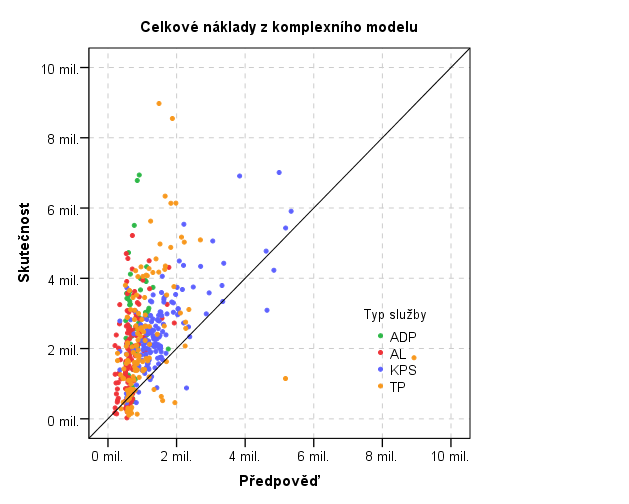 Celkové náklady z komplexního modelu
Skutečnost
10 mil.
8 mil.
6 mil.
4 mil.
2 mil.
0 mil.
Typ služby
ADP
AL
KPS
TP
0 mil. 2 mil. 4 mil. 6 mil. 8 mil. 10 mil.
Předpověď